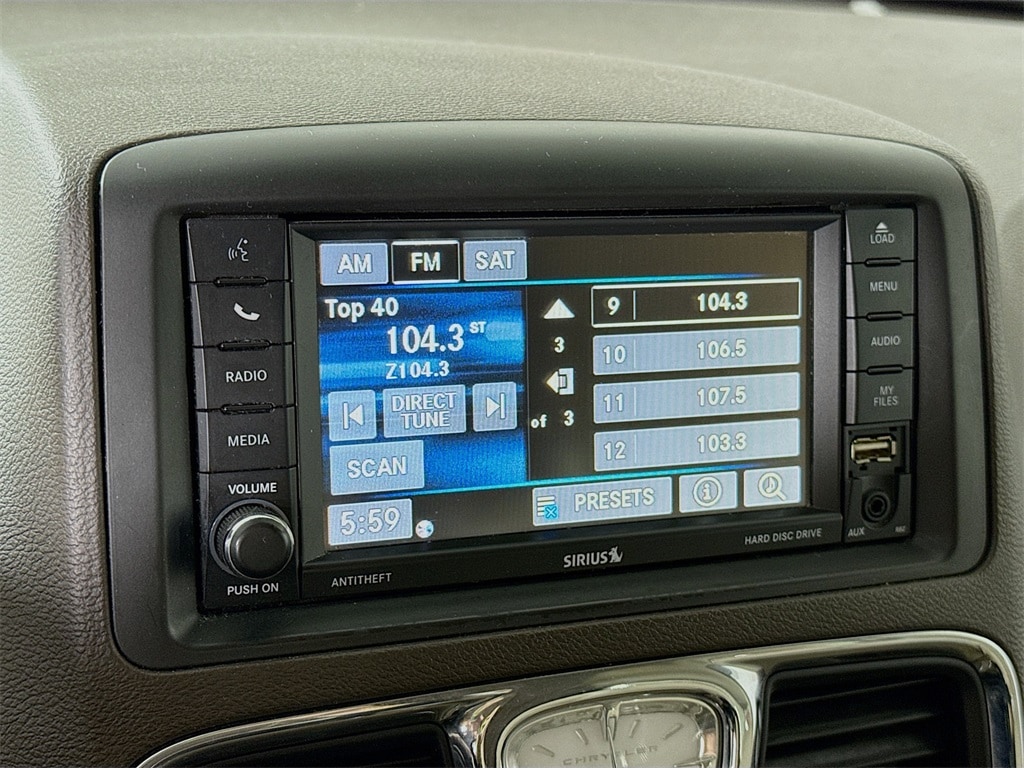 AM FM SAT
Top 40
104.3 ST
Z104.3
DIRECT
TUNE
SCAN
5:59
3
of 3
9 104.3
10 106.5
11 107.5
12 103.3
PRESETS
RADIO
MEDIA
VOLUME
PUSH ON
ANTITHEFT
SIRIUS
HARD DISC DRIVE
LOAD
MENU
AUDIO
MY
FILES
AUX
CHRYSLER